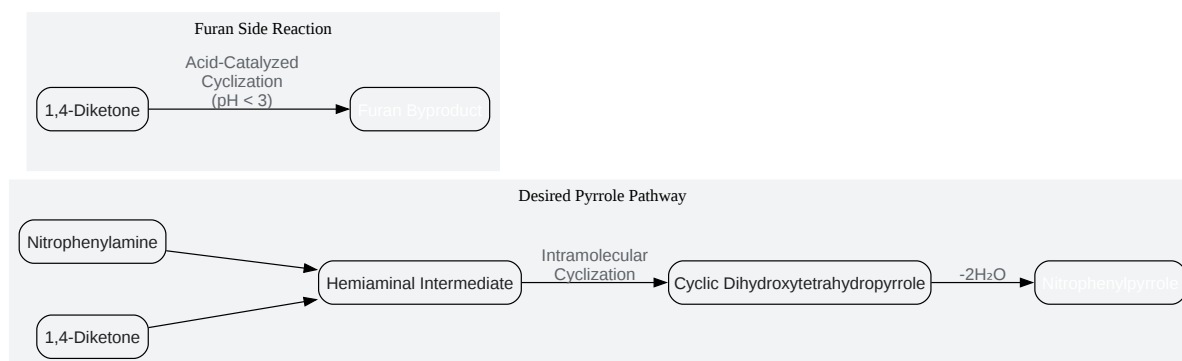 Furan Side Reaction
Acid-Catalyzed
Cyclization
(pH < 3)
1,4-Diketone
Furan Byproduct
Desired Pyrrole Pathway
Nitrophenylamine
1,4-Diketone
Hemiaminal Intermediate
Intramolecular
Cyclization
Cyclic Dihydroxytetrahydropyrrole
-2H₂O
Nitrophenylpyrrole